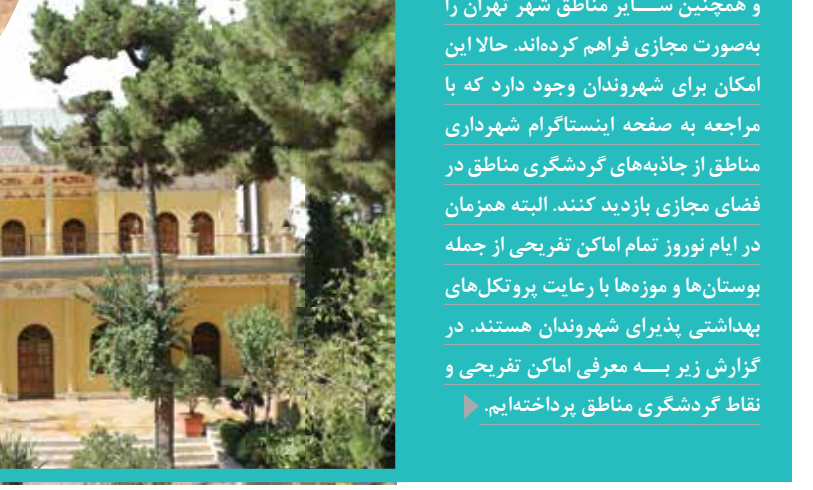 و همچنین ســـایر مناطق شهر تهران را
به‌صورت مجازی فراهم کرده‌اند. حالا این
امکان برای شهروندان وجود دارد که با
مراجعه به صفحه اینستاگرام شهرداری
مناطق از جاذبه‌های گردشگری مناطق در
فضای مجازی بازدید کنند. البته همزمان
در ایام نوروز تمام اماکن تفریحی از جمله
بوستان‌ها و موزه‌ها با رعایت پروتکل‌های
بهداشتی پذیرای شهروندان هستند. در
گزارش زیر بـــه معرفی اماکن تفریحی و
نقاط گردشگری مناطق پرداخته‌ایم.